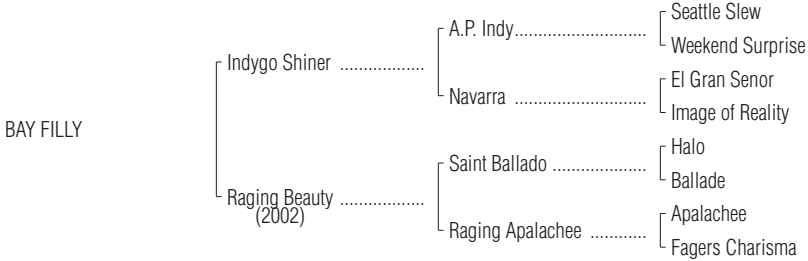 Seattle Slew
A.P. Indy..........................
Weekend Surprise
Indygo Shiner .................
El Gran Senor
Navarra ..........................
Image of Reality
BAY FILLY
Halo
Saint Ballado ..................
Ballade
Raging Beauty .................
(2002)
Apalachee
Raging Apalachee ...........
Fagers Charisma